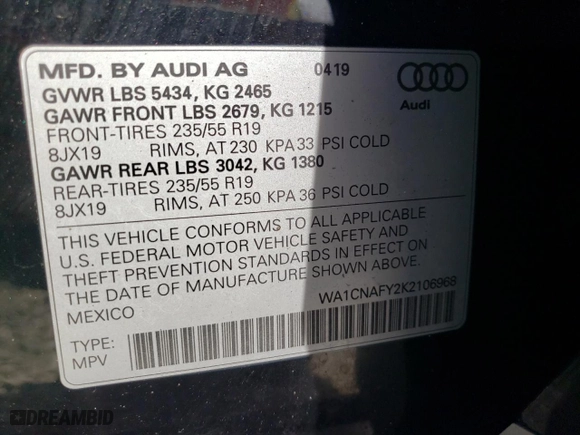 MFD. BY AUDI AG 0419
GVWR LBS 5434, KG 2465
GAWR FRONT LBS 2679, KG 1215
FRONT-TIRES 235/55 R19
8JX19 RIMS, AT 230 KPA 33 PSI COLD
GAWR REAR LBS 3042, KG 1380
REAR-TIRES 235/55 R19
8JX19 RIMS, AT 250 KPA 36 PSI COLD
Audi
THIS VEHICLE CONFORMS TO ALL APPLICABLE
U.S. FEDERAL MOTOR VEHICLE SAFETY AND
THEFT PREVENTION STANDARDS IN EFFECT ON
THE DATE OF MANUFACTURE SHOWN ABOVE.
MEXICO WA1CNAFY2K2106968
TYPE:
MPV
DREAMBID